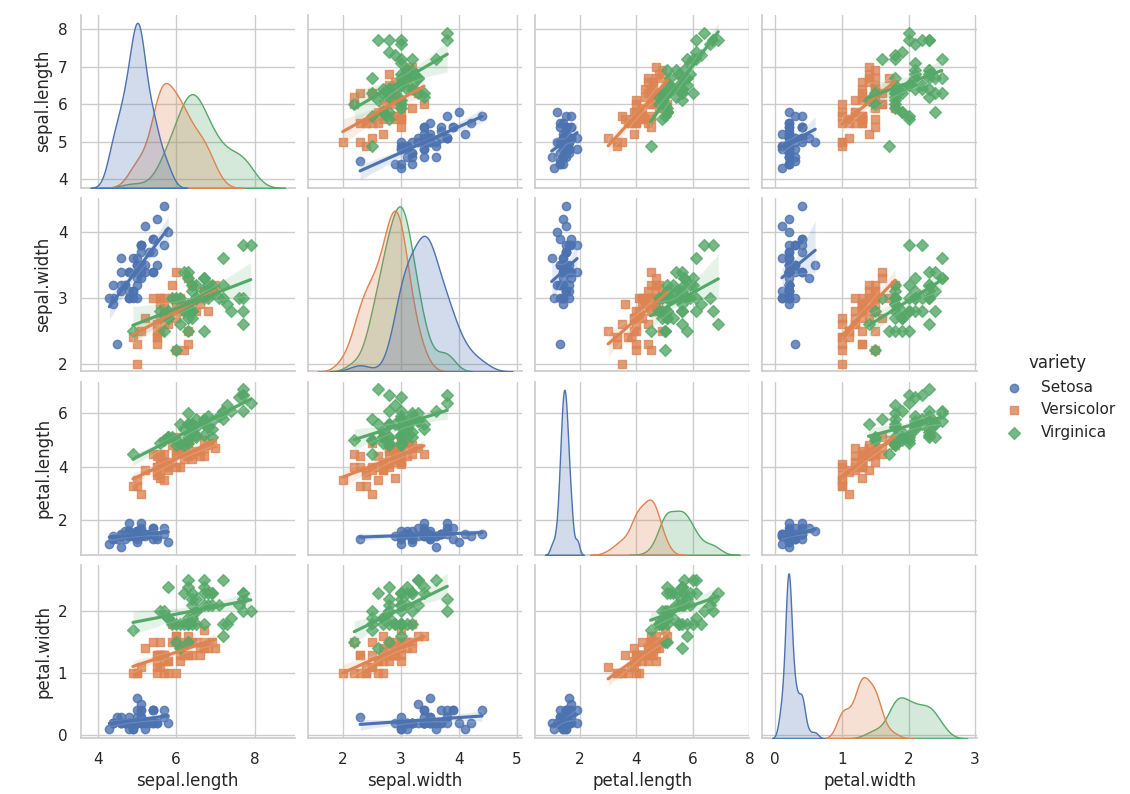 8
7
6
5
4
sepal.length
4
3
2
sepal.width
6
4
2
petal.length
2
1
0
petal.width
4 6 8
sepal.length
2 3 4 5
sepal.width
2 4 6 8
petal.length
0 1 2 3
petal.width
variety
Setosa
Versicolor
Virginica